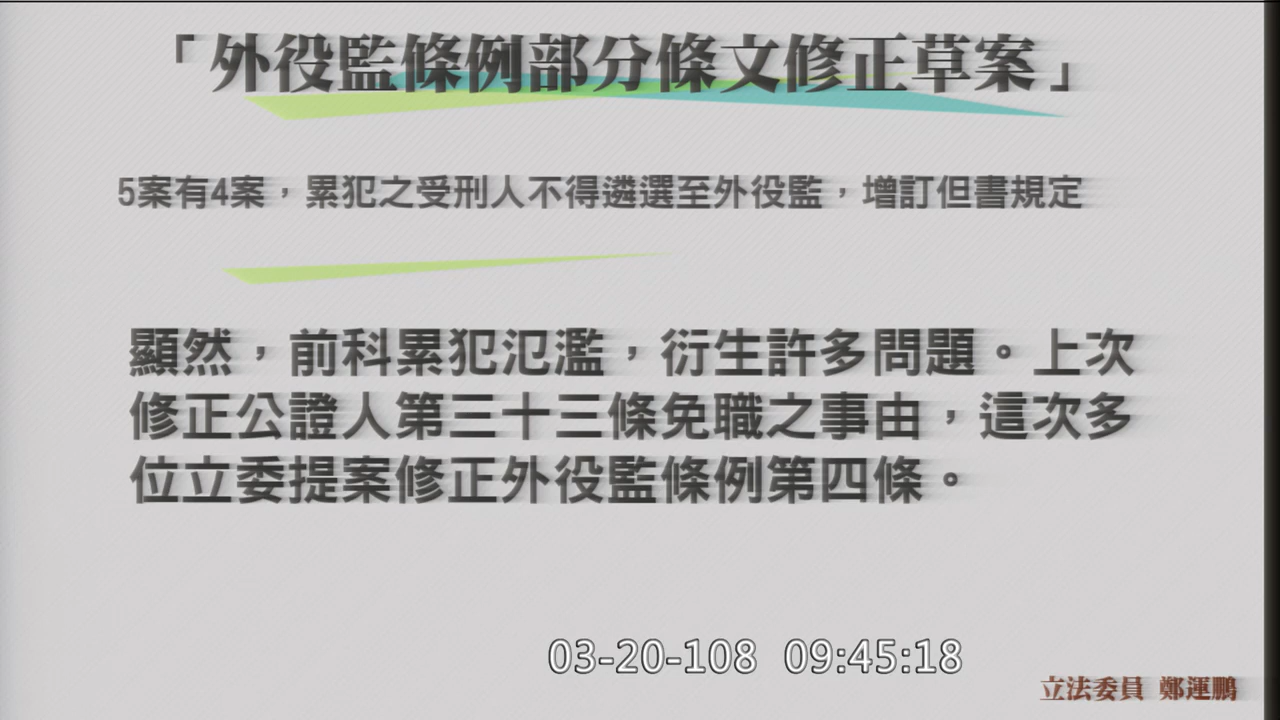 「外役監條例部分條文修正草案」
5案有4案，累犯之受刑人不得遴選至外役監，增訂但書規定
顯然，前科累犯氾濫，衍生許多問題。上次
修正公證人第三十三條免職之事由，這次多
位立委提案修正外役監條例第四條。
03-20-108 09:45:18
立法委員 鄭運鵬